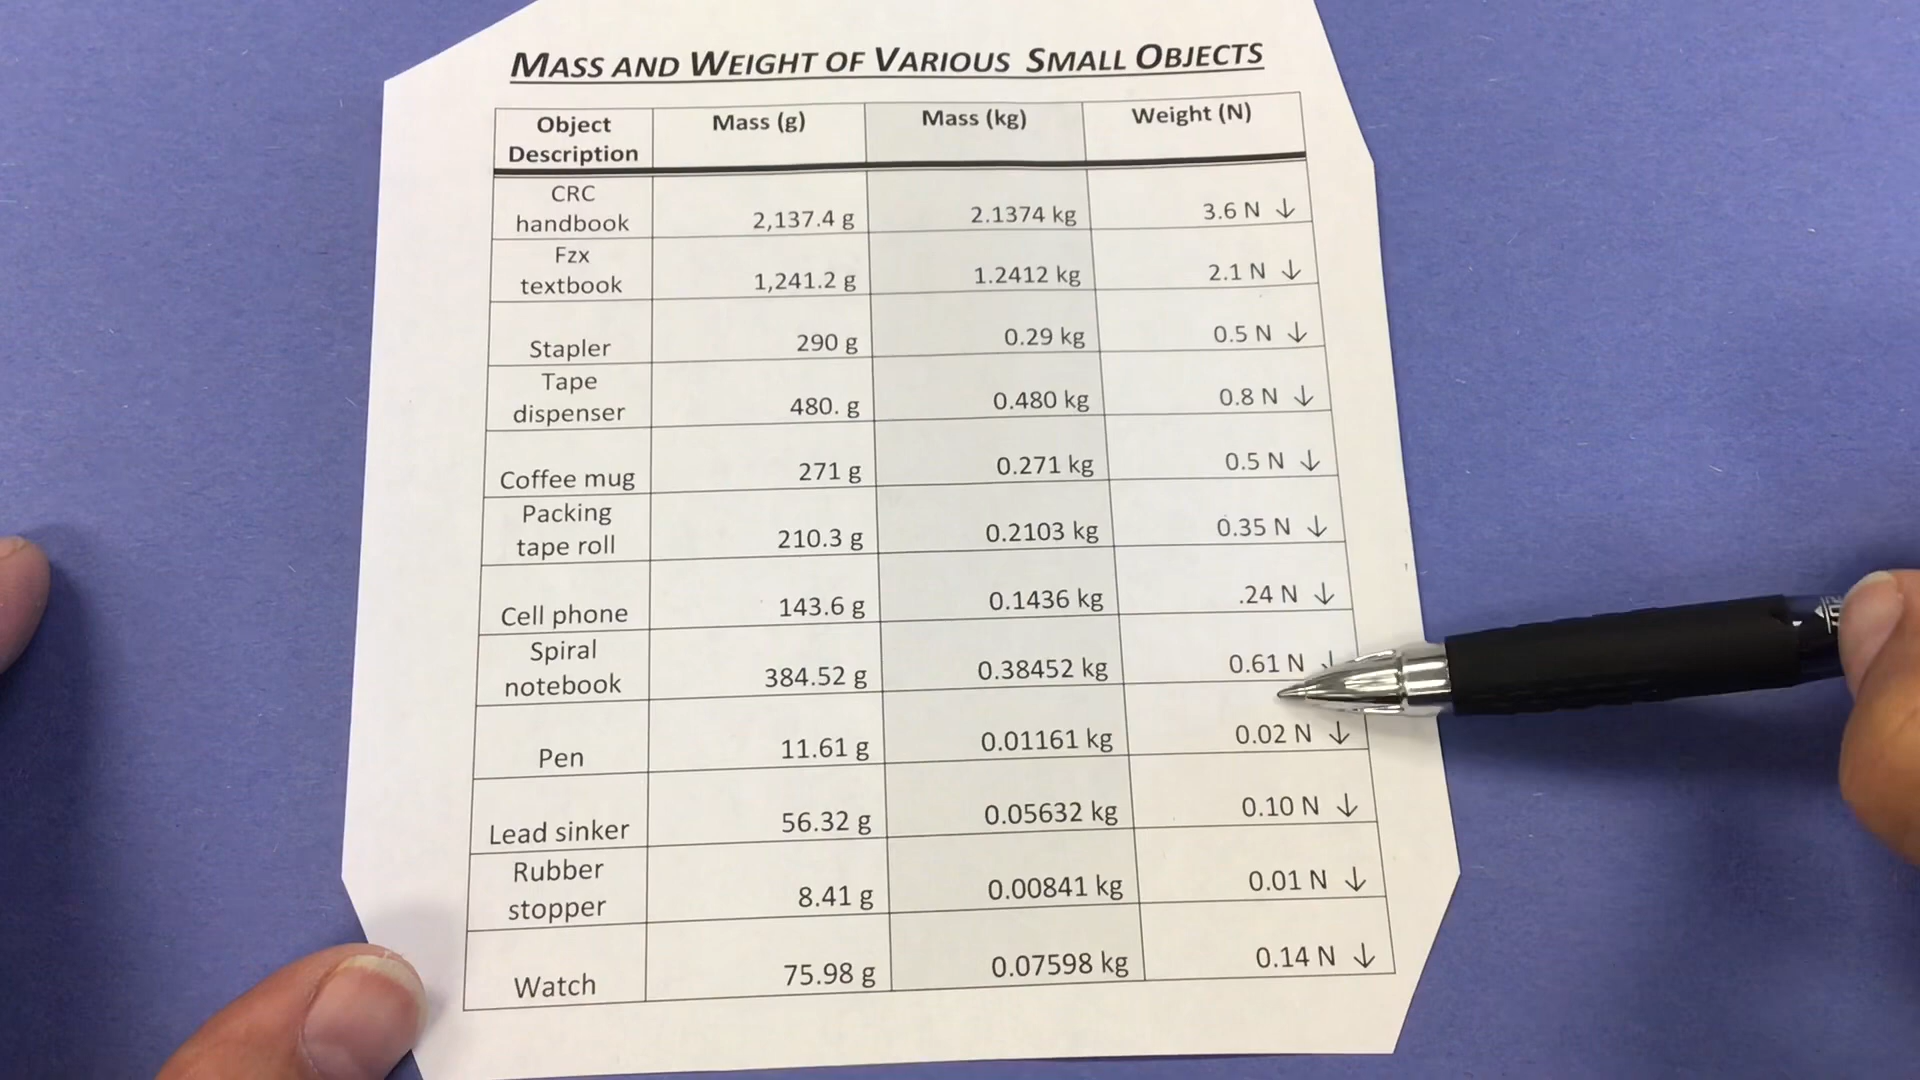 MASS AND WEIGHT OF VARIOUS SMALL OBJECTS
Object Description Mass (g) Mass (kg) Weight (N)
CRC handbook 2,137.4 g 2.1374 kg 3.6 N ↓
Fzx textbook 1,241.2 g 1.2412 kg 2.1 N ↓
Stapler 290 g 0.29 kg 0.5 N ↓
Tape dispenser 480. g 0.480 kg 0.8 N ↓
Coffee mug 271 g 0.271 kg 0.5 N ↓
Packing tape roll 210.3 g 0.2103 kg 0.35 N ↓
Cell phone 143.6 g 0.1436 kg .24 N ↓
Spiral notebook 384.52 g 0.38452 kg 0.61 N ↓
Pen 11.61 g 0.01161 kg 0.02 N ↓
Lead sinker 56.32 g 0.05632 kg 0.10 N ↓
Rubber stopper 8.41 g 0.00841 kg 0.01 N ↓
Watch 75.98 g 0.07598 kg 0.14 N ↓